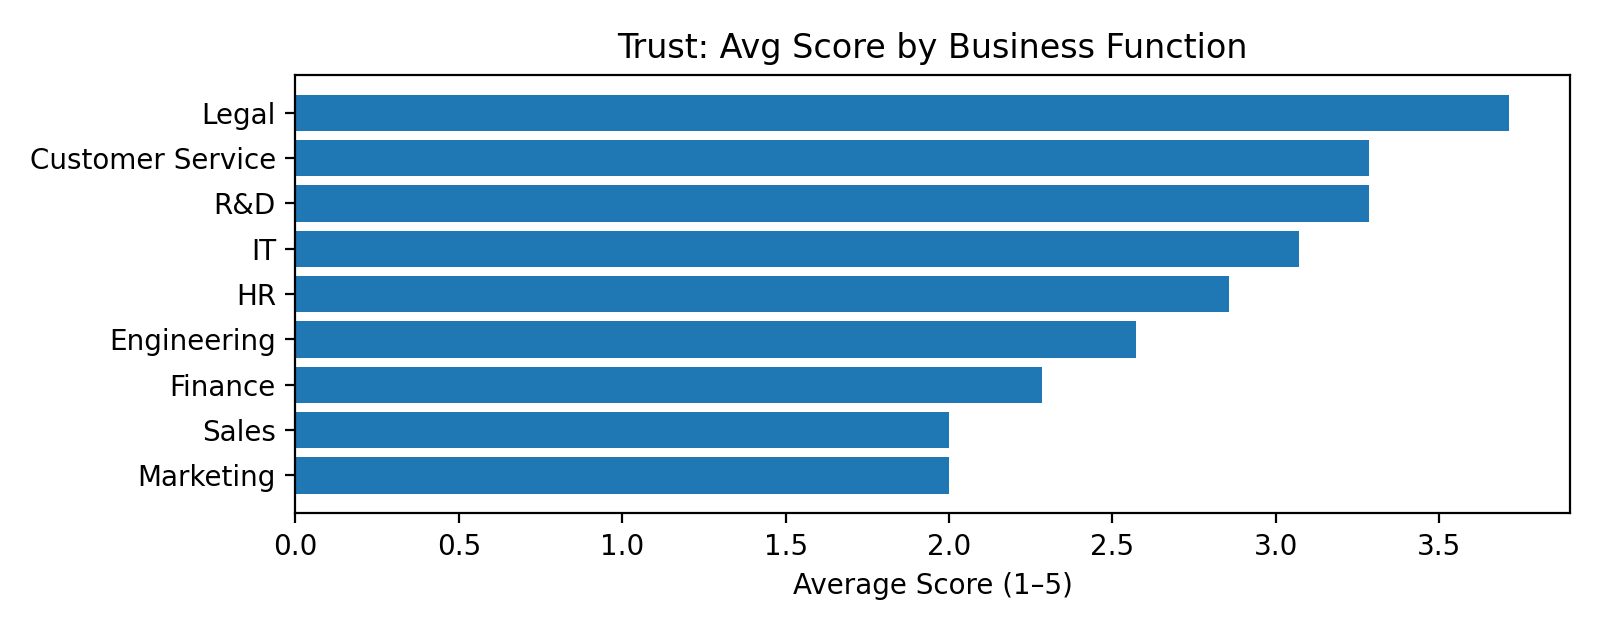 Trust: Avg Score by Business Function
Legal
Customer Service
R&D
IT
HR
Engineering
Finance
Sales
Marketing
0.0 0.5 1.0 1.5 2.0 2.5 3.0 3.5
Average Score (1–5)